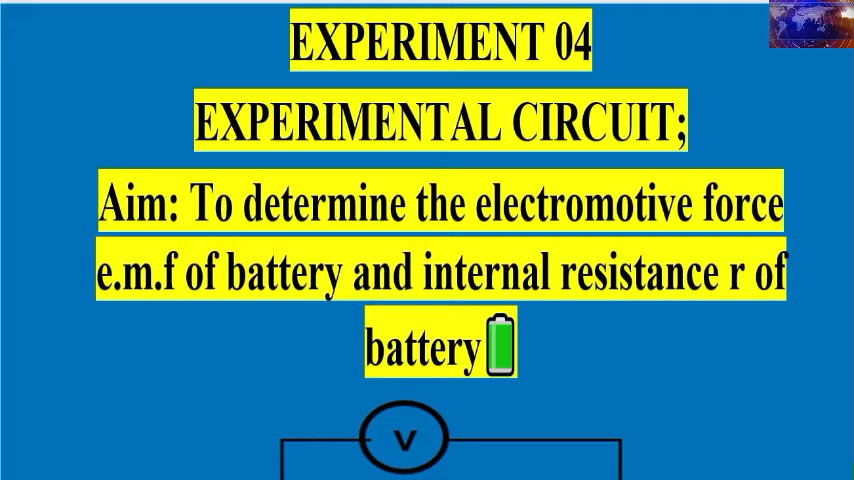 EXPERIMENT 04
EXPERIMENTAL CIRCUIT;
Aim: To determine the electromotive force
e.m.f of battery and internal resistance r of
battery
V